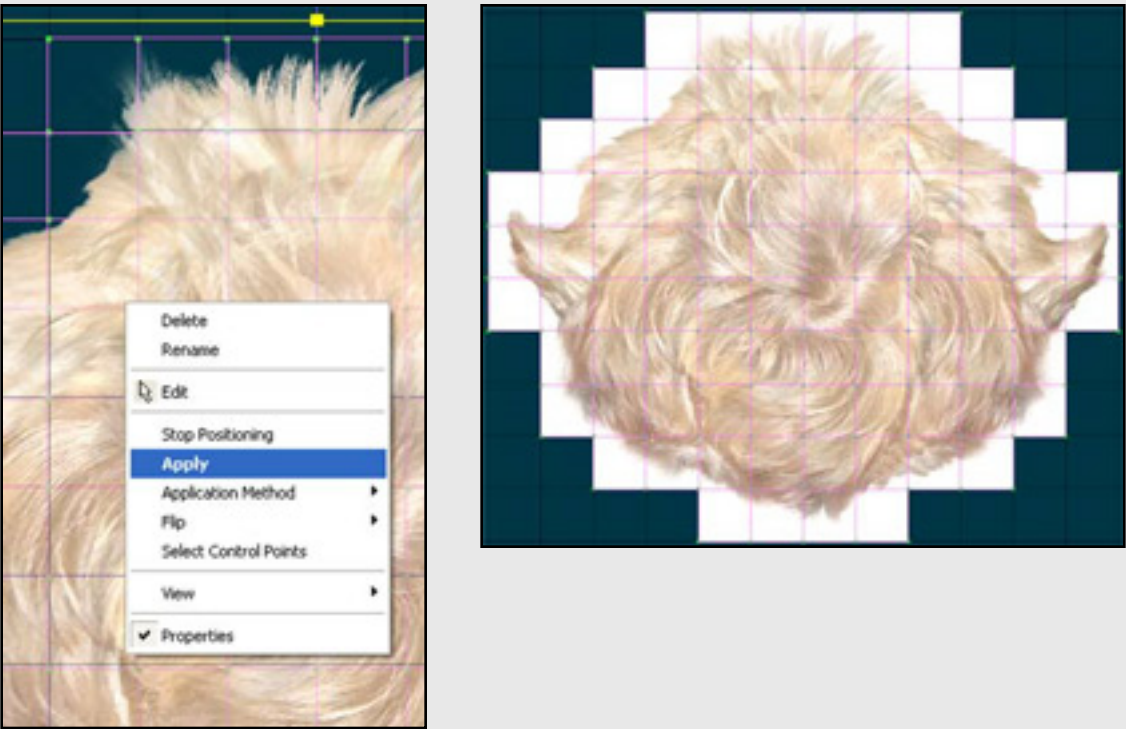 Delete
Rename
Edit
Stop Positioning
Apply
Application Method
Flip
Select Control Points
View
Properties